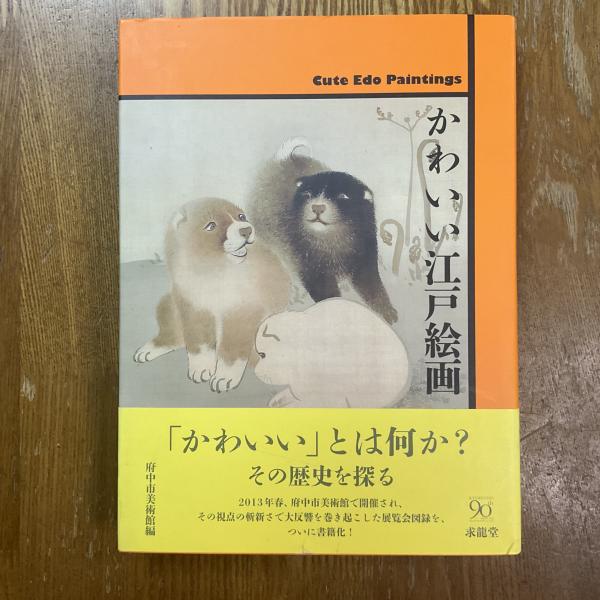 Cute Edo Paintings
かわいい江戸絵画
「かわいい」とは何か?
その歴史を探る
2013年春、府中市美術館で開催され、
その視点の斬新さで大反響を巻き起こした展覧会図録を、
ついに書籍化!
府中市美術館編
90
求龍堂